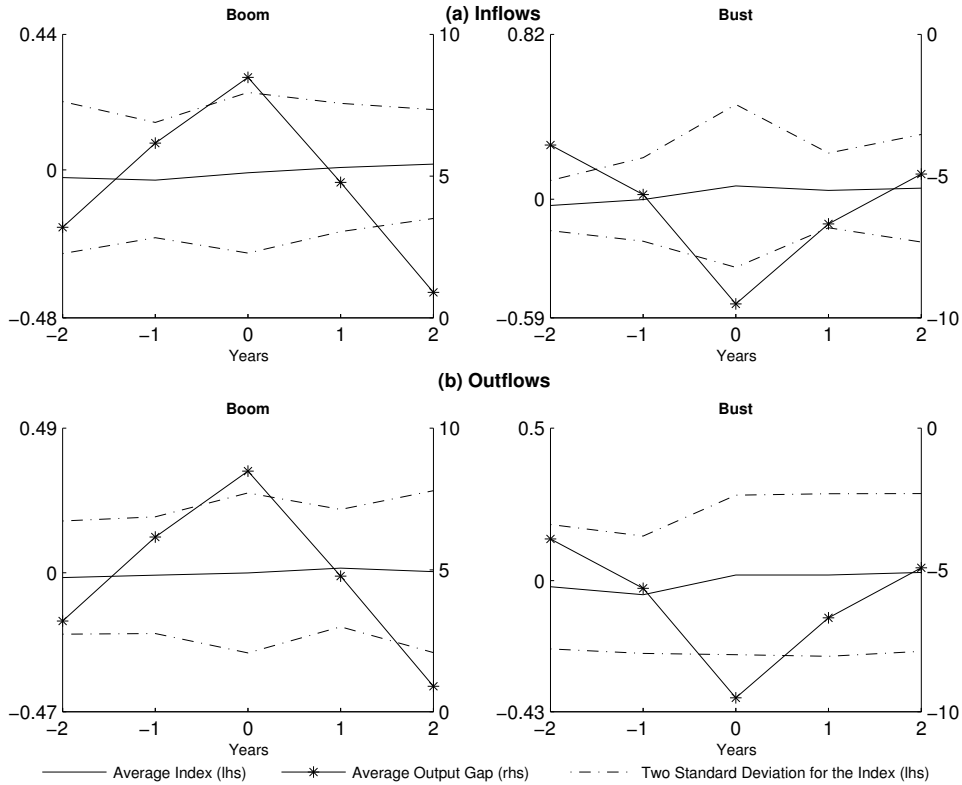 (a) Inflows
Boom
0.44
0
−0.48
10
5
0
−2 −1 0 1 2
Years
Bust
0.82
0
−0.59
0
−5
−10
−2 −1 0 1 2
Years
(b) Outflows
Boom
0.49
0
−0.47
10
5
0
−2 −1 0 1 2
Years
Bust
0.5
0
−0.43
0
−5
−10
−2 −1 0 1 2
Years
Average Index (lhs) Average Output Gap (rhs) Two Standard Deviation for the Index (lhs)